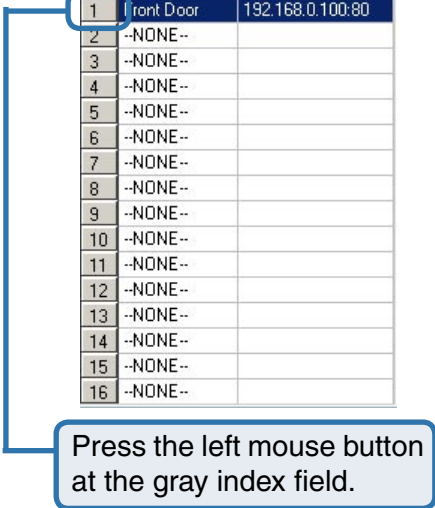 1 Front Door 192.168.0.100:80
2 --NONE--
3 --NONE--
4 --NONE--
5 --NONE--
6 --NONE--
7 --NONE--
8 --NONE--
9 --NONE--
10 --NONE--
11 --NONE--
12 --NONE--
13 --NONE--
14 --NONE--
15 --NONE--
16 --NONE--
Press the left mouse button
at the gray index field.